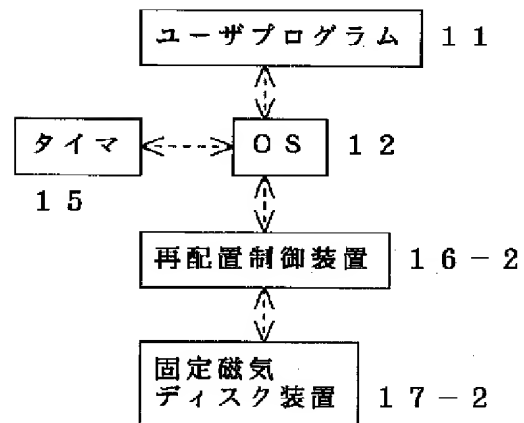 ユーザプログラム 11
タイマ OS 12
15
再配置制御装置 16-2
固定磁気
ディスク装置 17-2